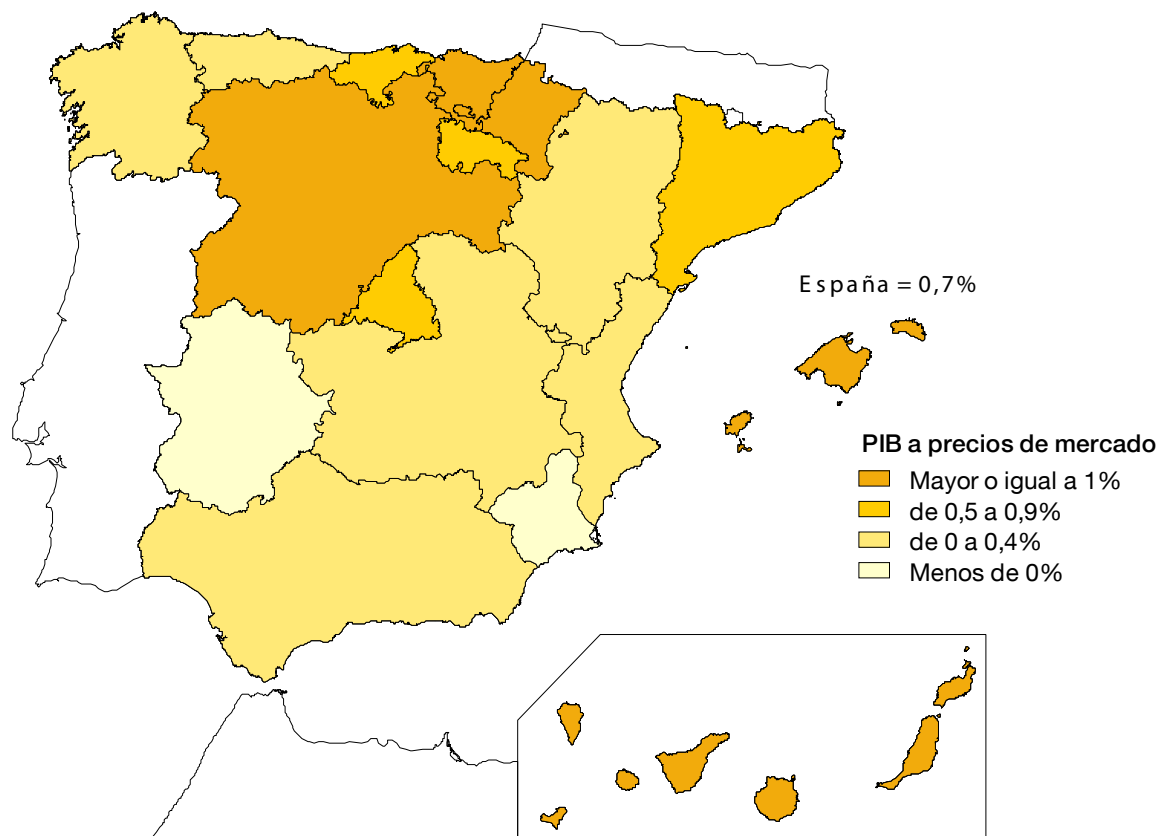 España = 0,7%
PIB a precios de mercado
Mayor o igual a 1%
de 0,5 a 0,9%
de 0 a 0,4%
Menos de 0%